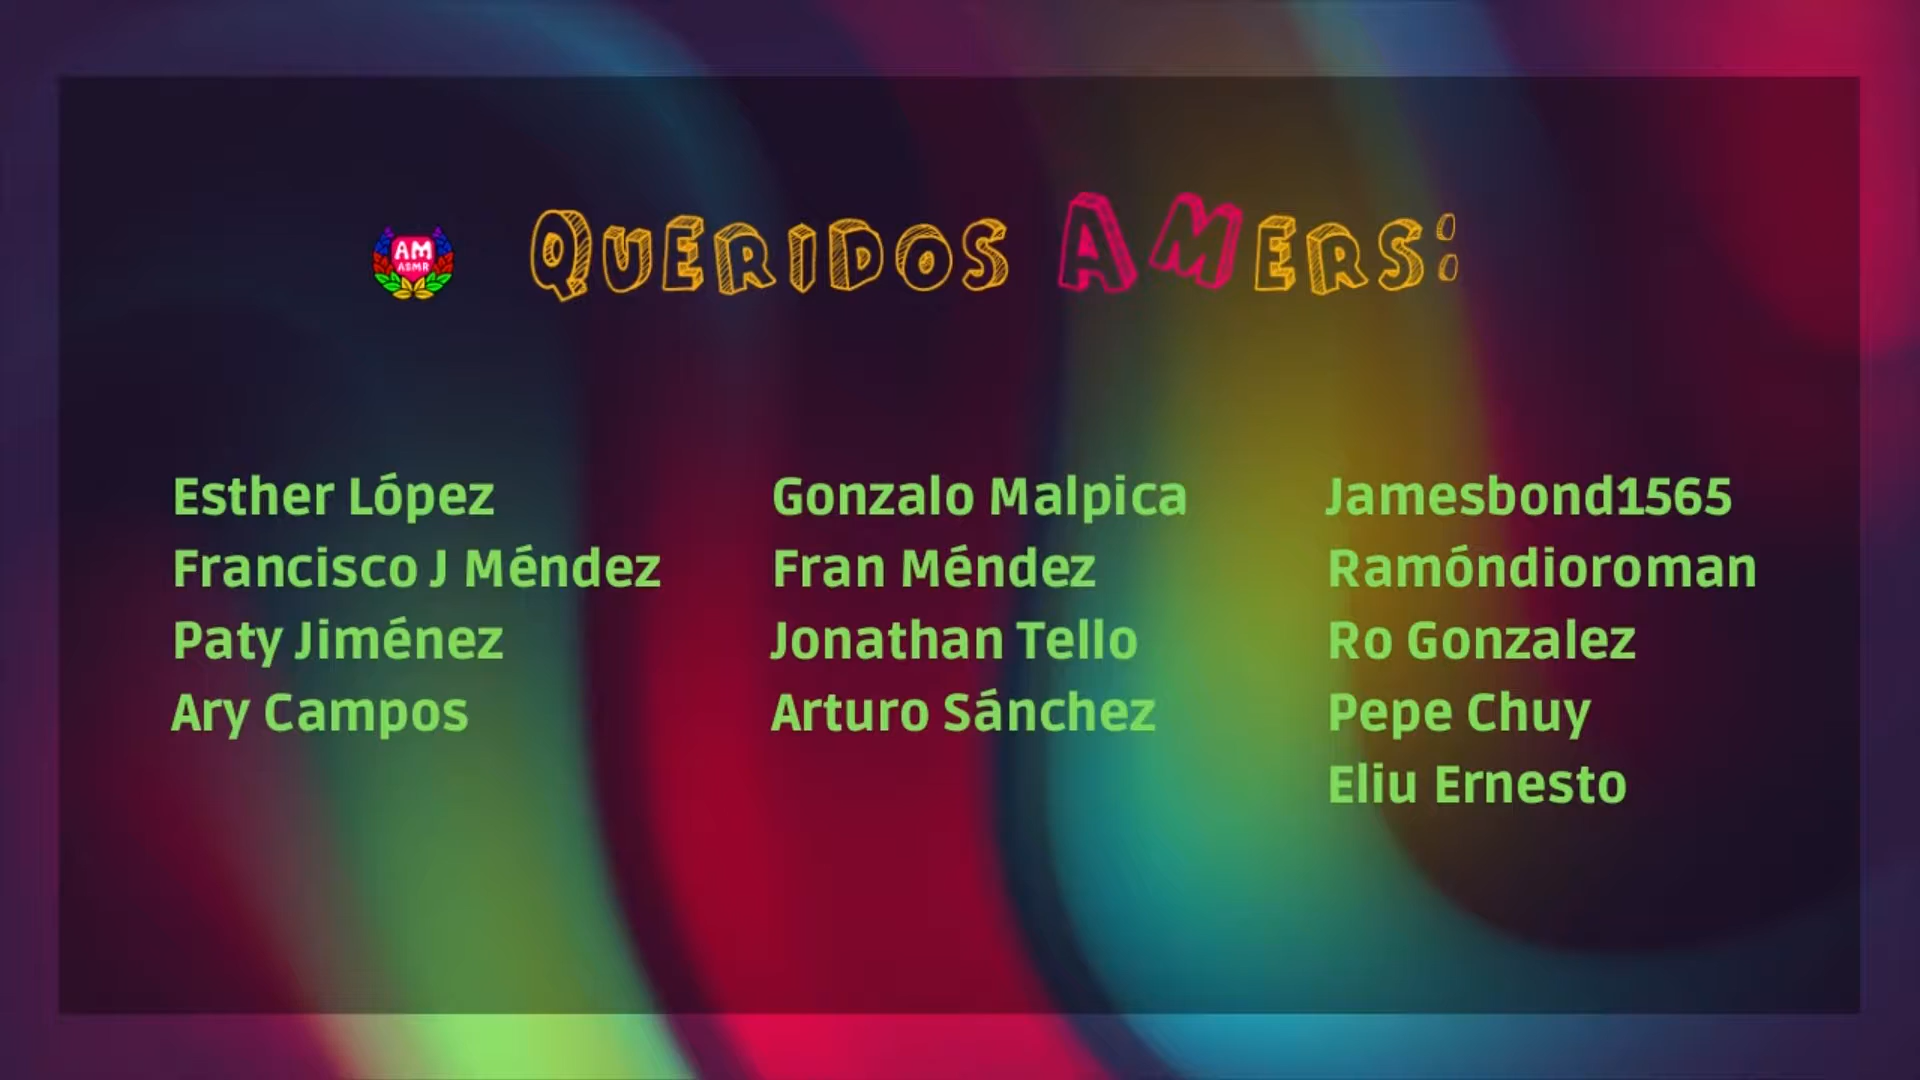 AM
ASMR
QUERIDOS AMERS:
Esther López
Francisco J Méndez
Paty Jiménez
Ary Campos
Gonzalo Malpica
Fran Méndez
Jonathan Tello
Arturo Sánchez
Jamesbond1565
Ramóndioroman
Ro Gonzalez
Pepe Chuy
Eliu Ernesto